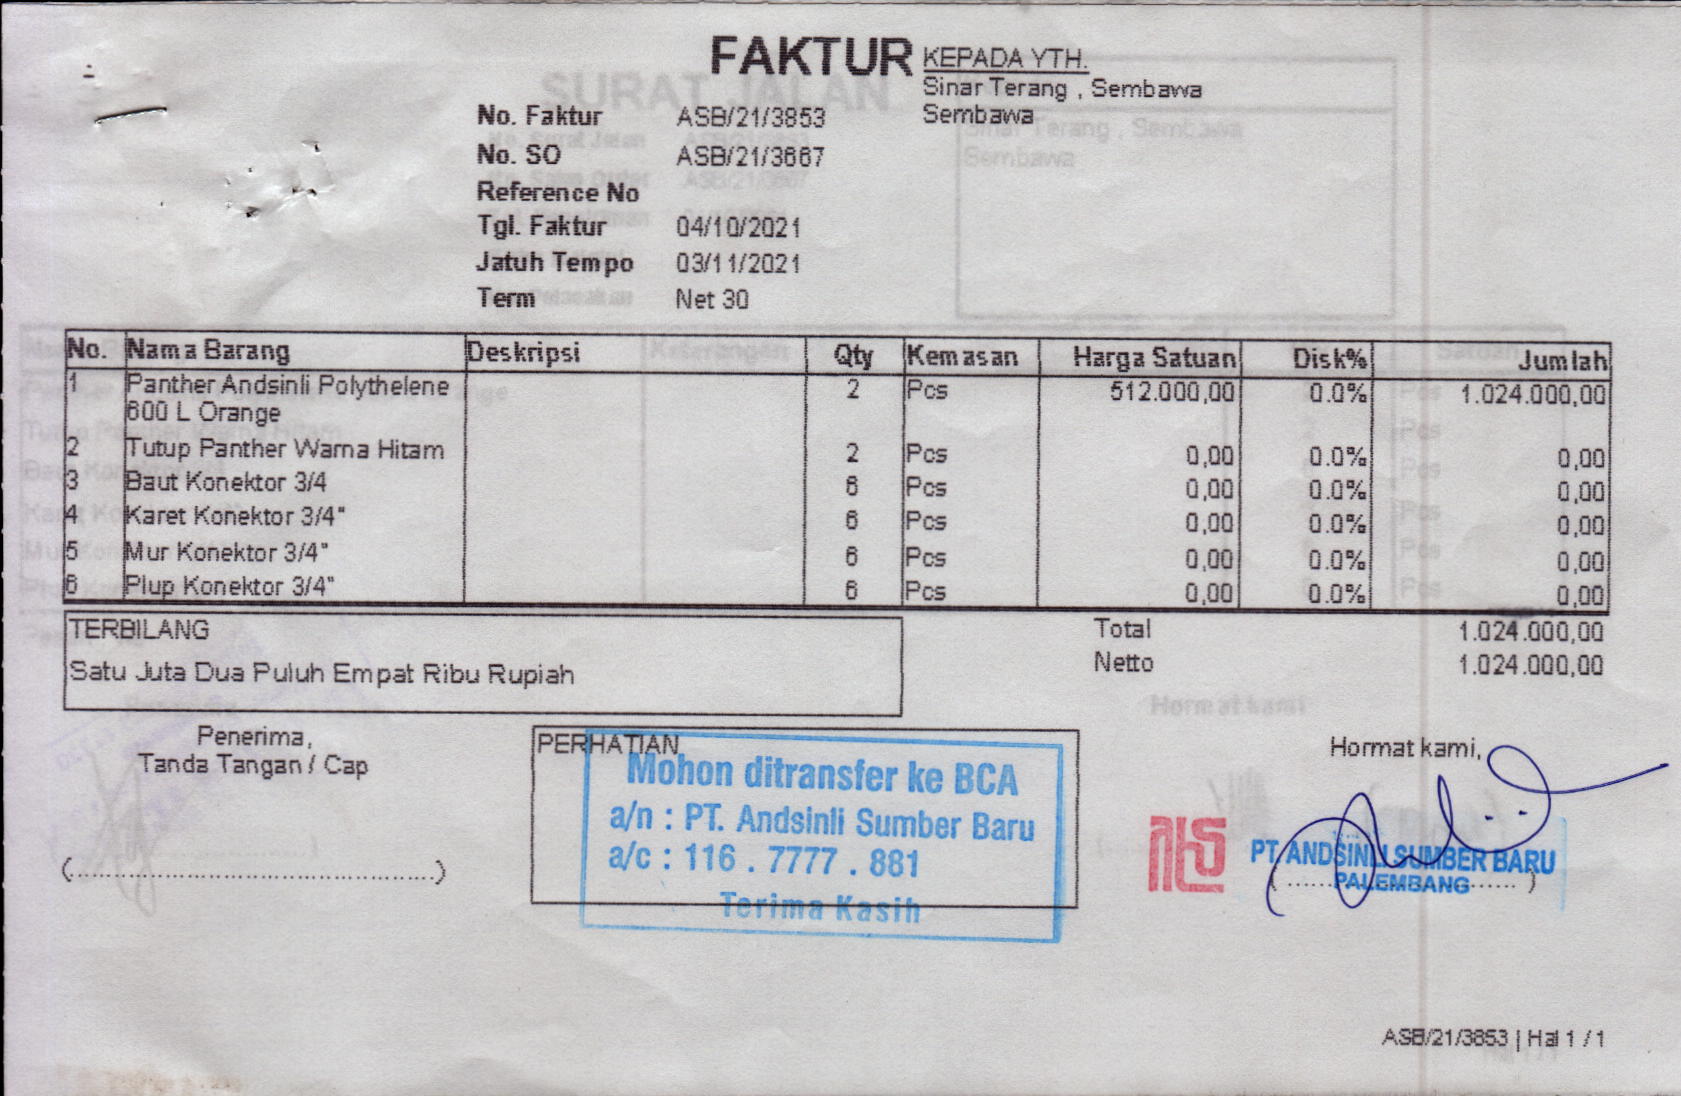 FAKTUR
KEPADA YTH.
Sinar Terang , Sembawa
Sembawa
No. Faktur ASB/21/3853
No. SO ASB/21/3667
Reference No
Tgl. Faktur 04/10/2021
Jatuh Tempo 03/11/2021
Term Net 30
No. Nama Barang Deskripsi Qty Kemasan Harga Satuan Disk% Jumlah
1 Panther Andsinli Polythelene 2 Pcs 512.000,00 0.0% 1.024.000,00
600 L Orange
2 Tutup Panther Warna Hitam 2 Pcs 0,00 0.0% 0,00
3 Baut Konektor 3/4 6 Pcs 0,00 0.0% 0,00
4 Karet Konektor 3/4" 6 Pcs 0,00 0.0% 0,00
5 Mur Konektor 3/4" 6 Pcs 0,00 0.0% 0,00
6 Plup Konektor 3/4" 6 Pcs 0,00 0.0% 0,00
TERBILANG
Satu Juta Dua Puluh Empat Ribu Rupiah
Total 1.024.000,00
Netto 1.024.000,00
Penerima,
Tanda Tangan / Cap
(..................................................)
PERHATIAN
Mohon ditransfer ke BCA
a/n : PT. Andsinli Sumber Baru
a/c : 116 . 7777 . 881
Terima Kasih
Hormat kami,
PT. ANDSINLI SUMBER BARU
PALEMBANG
ASB/21/3853 | Hal 1 / 1